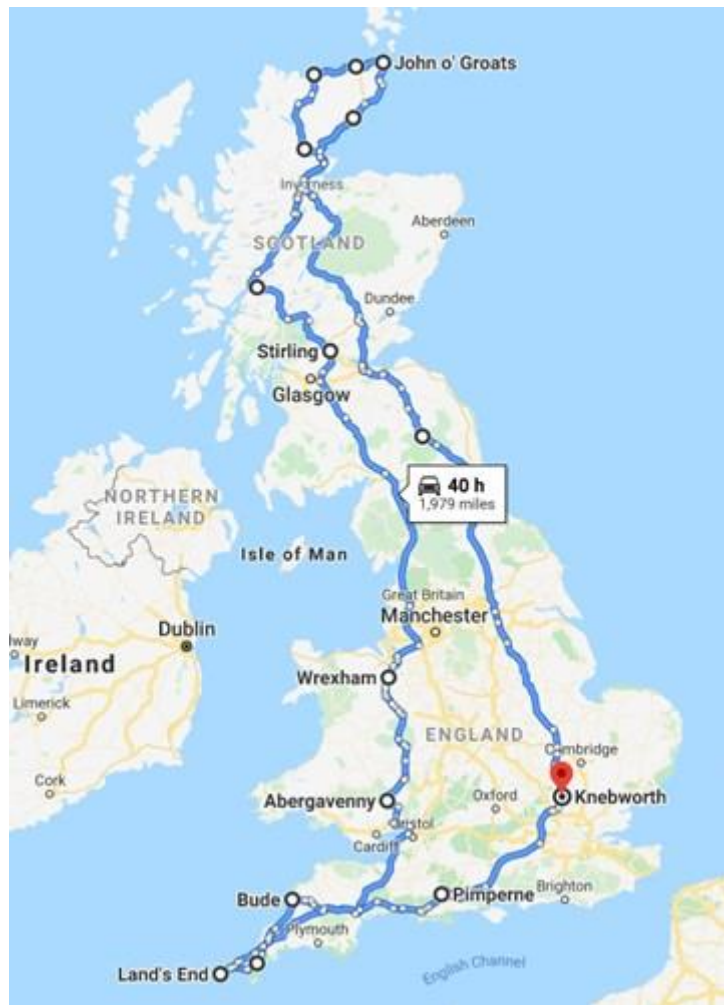 John o' Groats
Inverness
SCOTLAND
Aberdeen
Dundee
Stirling
Glasgow
40 h
1,979 miles
NORTHERN
IRELAND
Isle of Man
Great Britain
Manchester
Dublin
way
Ireland
Wrexham
Limerick
ENGLAND
Cambridge
Cork
Abergavenny
Oxford
Knebworth
Bristol
Cardiff
Bude
Pimperne
Brighton
Plymouth
Land's End
English Channel